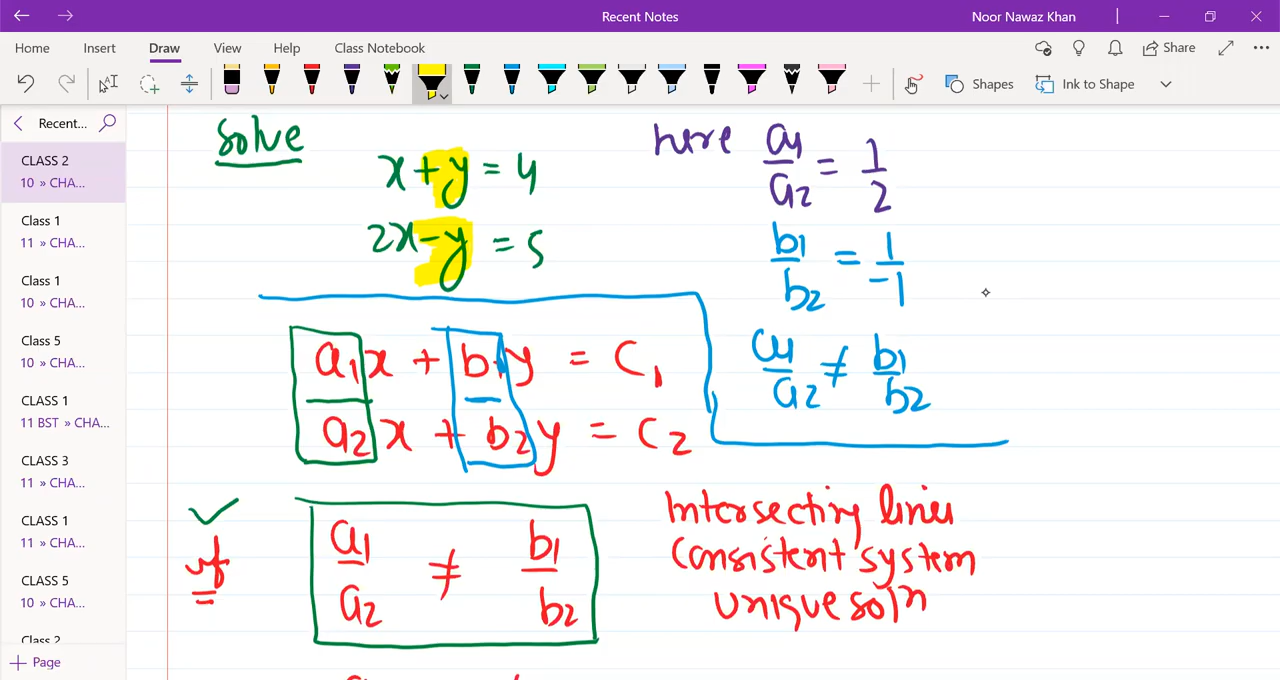 Recent Notes
Noor Nawaz Khan
Home Insert Draw View Help Class Notebook
Share
Shapes
Ink to Shape
Recent...
CLASS 2
10 » CHA...
Class 1
11 » CHA...
Class 1
10 » CHA...
Class 5
10 » CHA...
CLASS 1
11 BST » CHA...
CLASS 3
11 » CHA...
CLASS 1
11 » CHA...
CLASS 5
10 » CHA...
Class 2
Page
solve
x + y = 4
2x - y = 5
here a1/a2 = 1/2
b1/b2 = 1/-1
a1/a2 ≠ b1/b2
a1x + b1y = C1
a2x + b2y = C2
if
a1/a2 ≠ b1/b2
Intersecting lines
Consistent system
unique soln